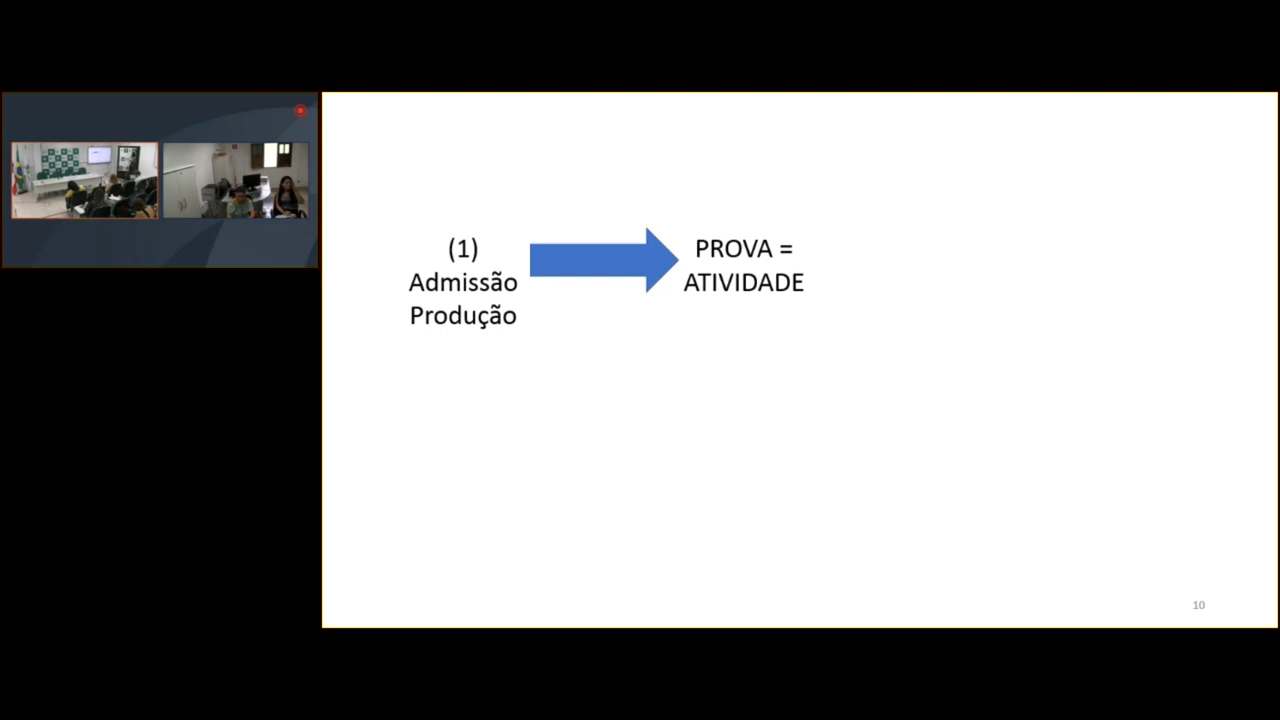 (1)
Admissão
Produção
PROVA =
ATIVIDADE
10